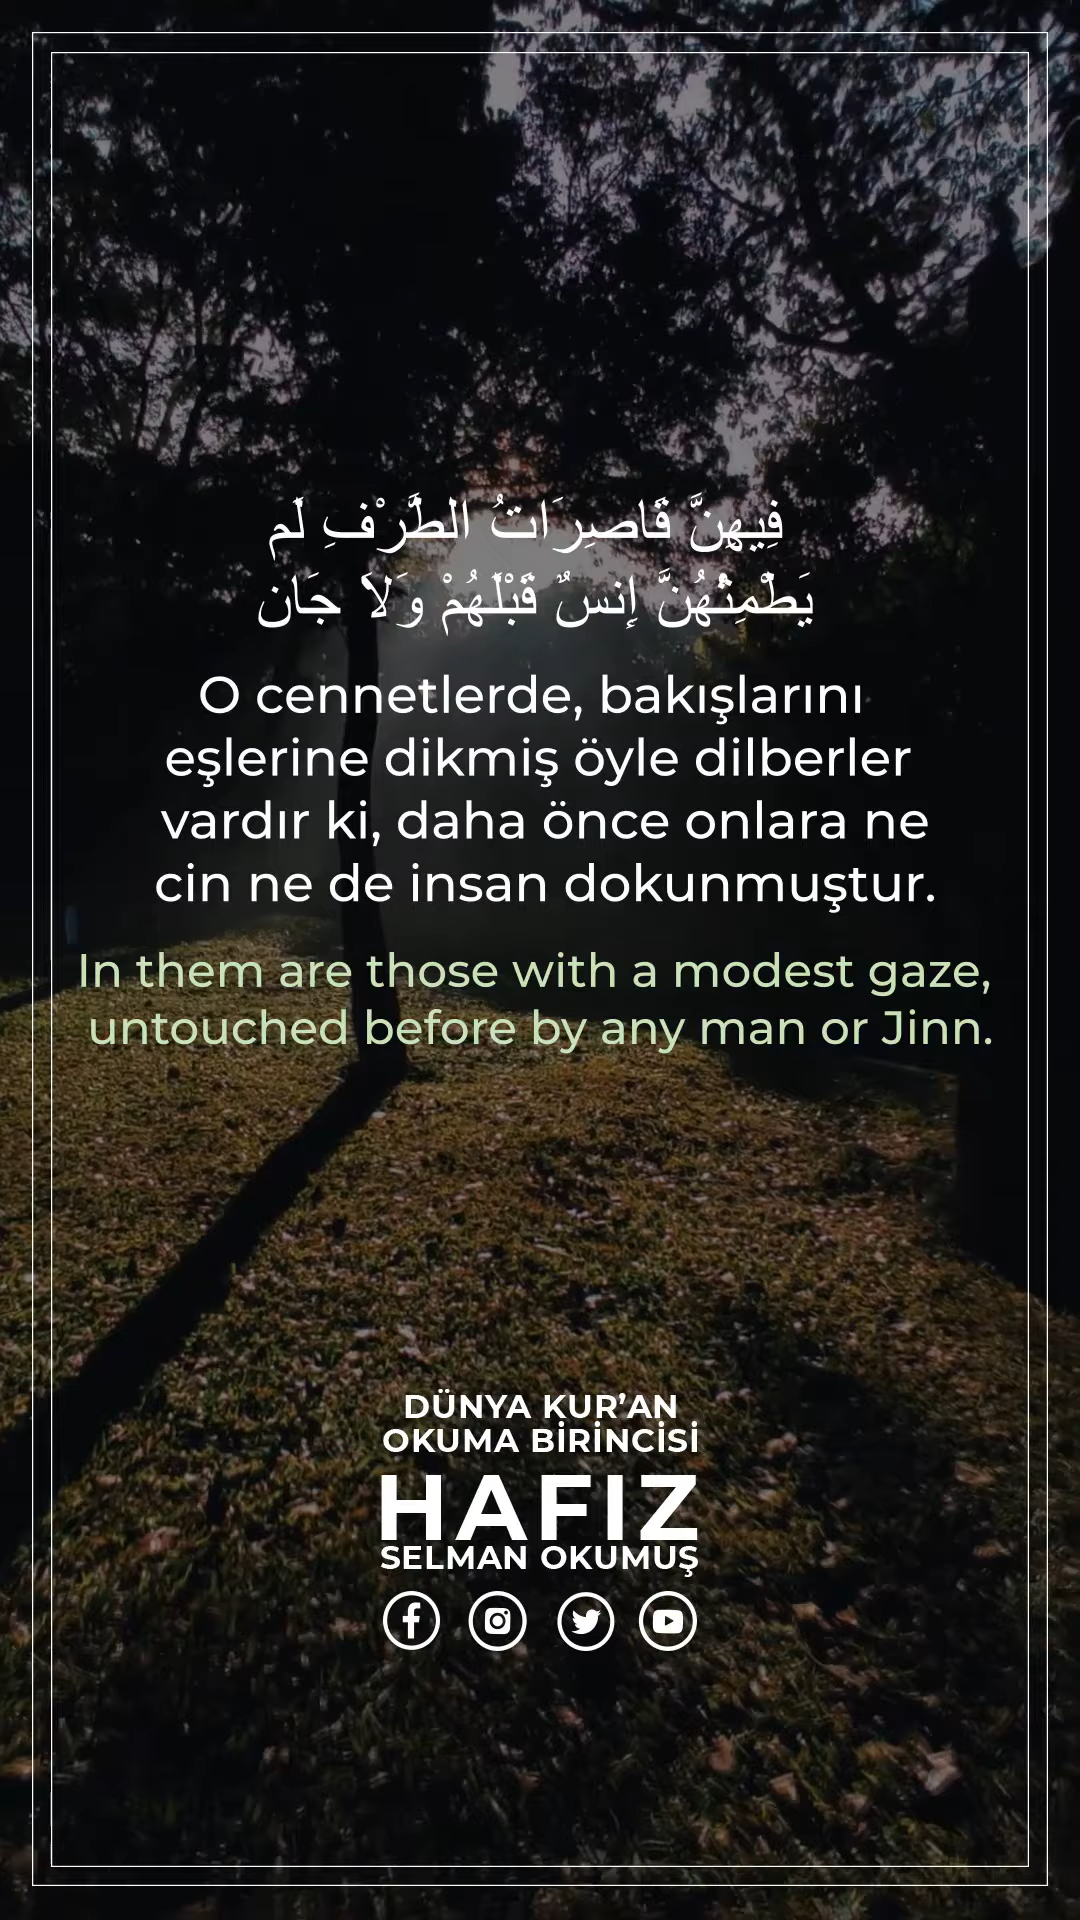 فِيهِنَّ قَاصِرَاتُ الطَّرْفِ لَم
يَطْمِثْهُنَّ إِنسٌ قَبْلَهُمْ وَلَا جَان
O cennetlerde, bakışlarını
eşlerine dikmiş öyle dilberler
vardır ki, daha önce onlara ne
cin ne de insan dokunmuştur.
In them are those with a modest gaze,
untouched before by any man or Jinn.
DÜNYA KUR'AN
OKUMA BİRİNCİSİ
HAFIZ
SELMAN OKUMUŞ